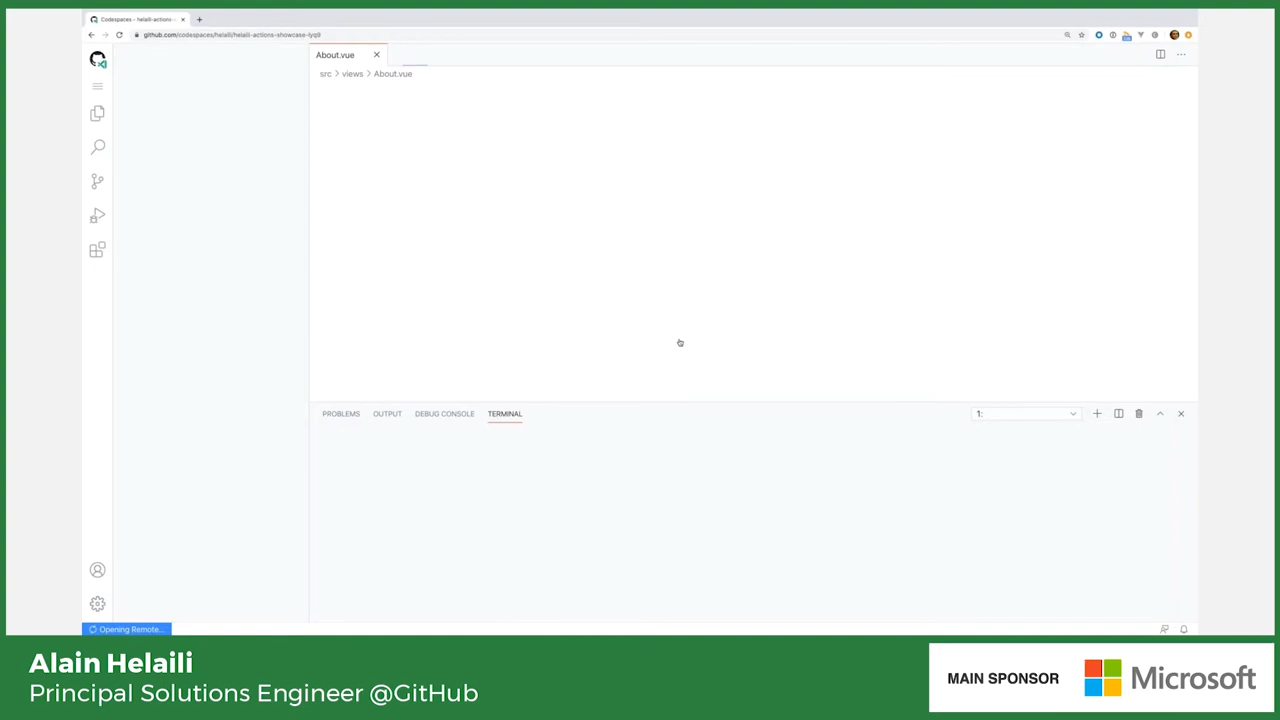 Codespaces - helaili-actions-
github.com/codespaces/helaili/helaili-actions-showcase-lyq9
About.vue
src > views > About.vue
PROBLEMS OUTPUT DEBUG CONSOLE TERMINAL
1:
Opening Remote...
Alain Helaili
Principal Solutions Engineer @GitHub
MAIN SPONSOR
Microsoft